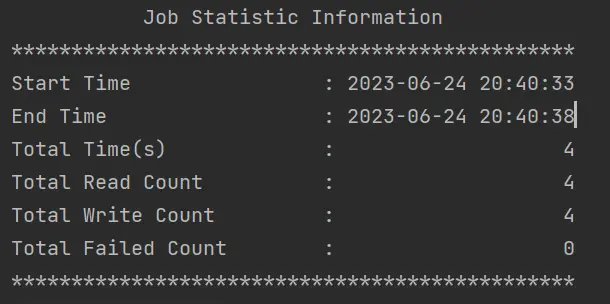 Job Statistic Information
***********************************************
Start Time                : 2023-06-24 20:40:33
End Time                  : 2023-06-24 20:40:38
Total Time(s)             :                   4
Total Read Count          :                   4
Total Write Count         :                   4
Total Failed Count        :                   0
***********************************************